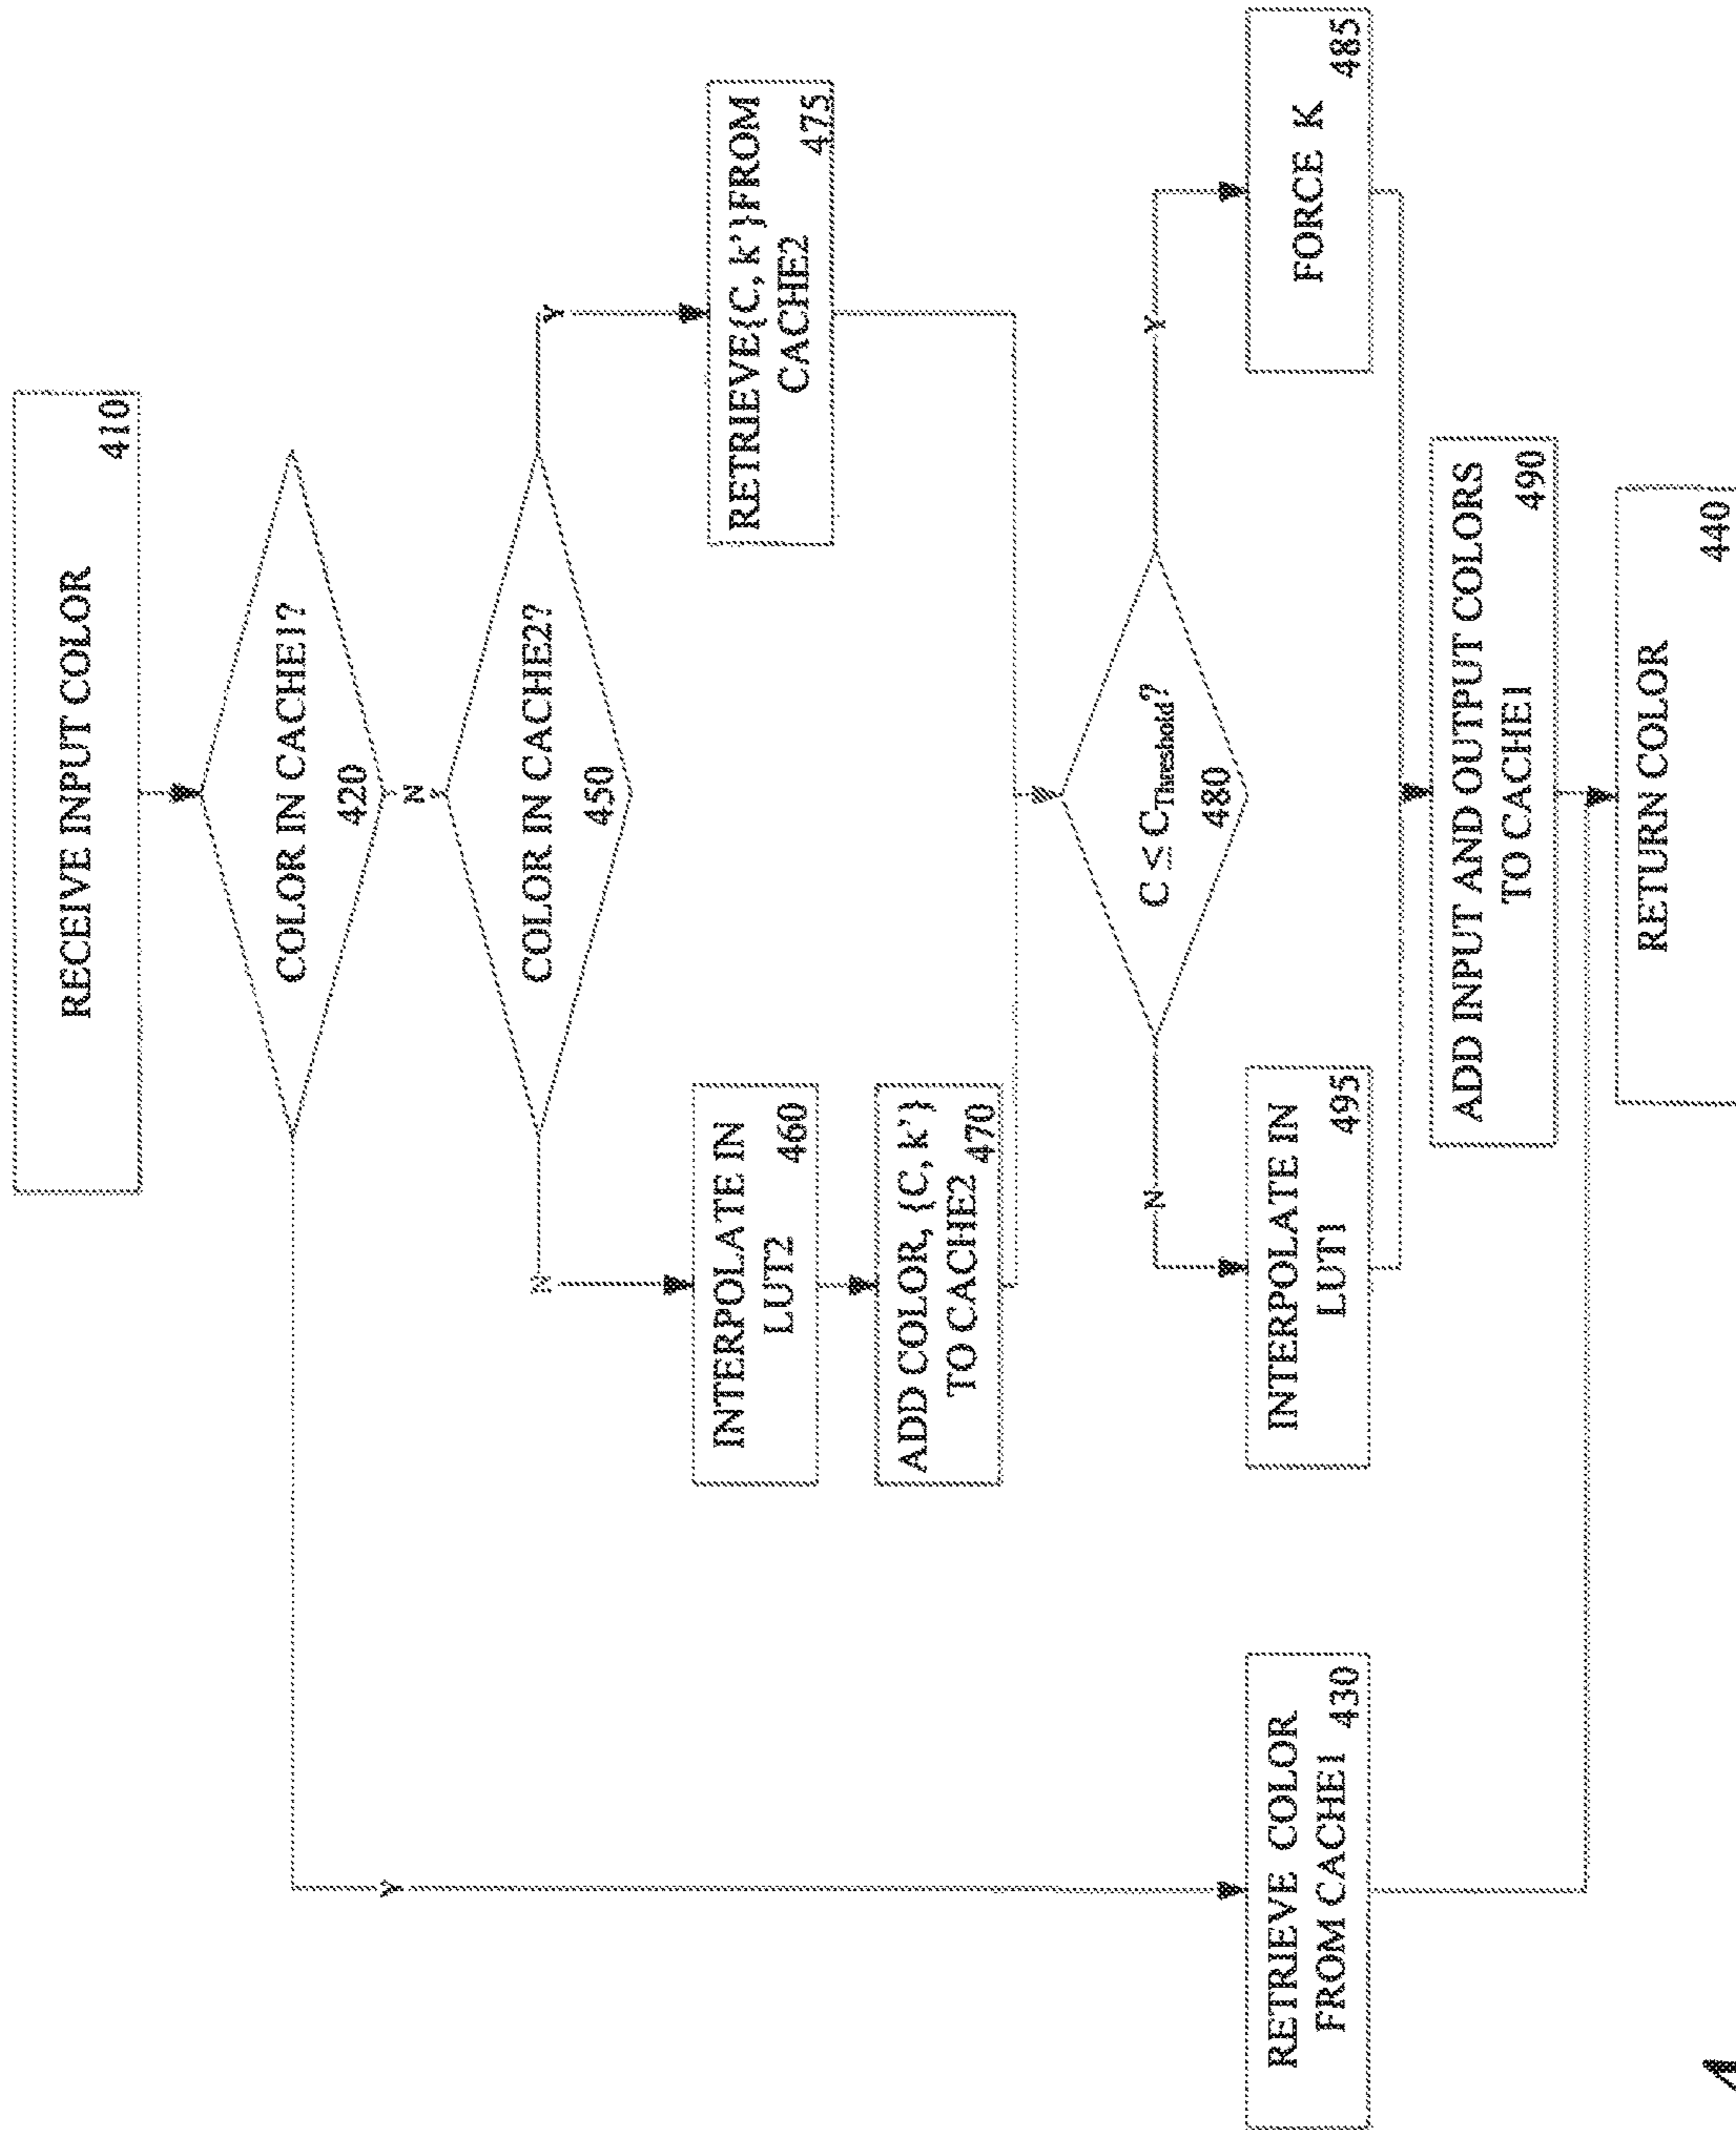 RECEIVE INPUT COLOR
410
COLOR IN CACHE1?
420
N
Y
COLOR IN CACHE2?
450
N
Y
INTERPOLATE IN
LUT2
460
RETRIEVE{C, k'}FROM
CACHE2
475
ADD COLOR, {C, k'}
TO CACHE2
470
C ≤ CThreshold?
480
N
Y
RETRIEVE COLOR
FROM CACHE1
430
INTERPOLATE IN
LUT1
495
FORCE K
485
ADD INPUT AND OUTPUT COLORS
TO CACHE1
490
RETURN COLOR
440